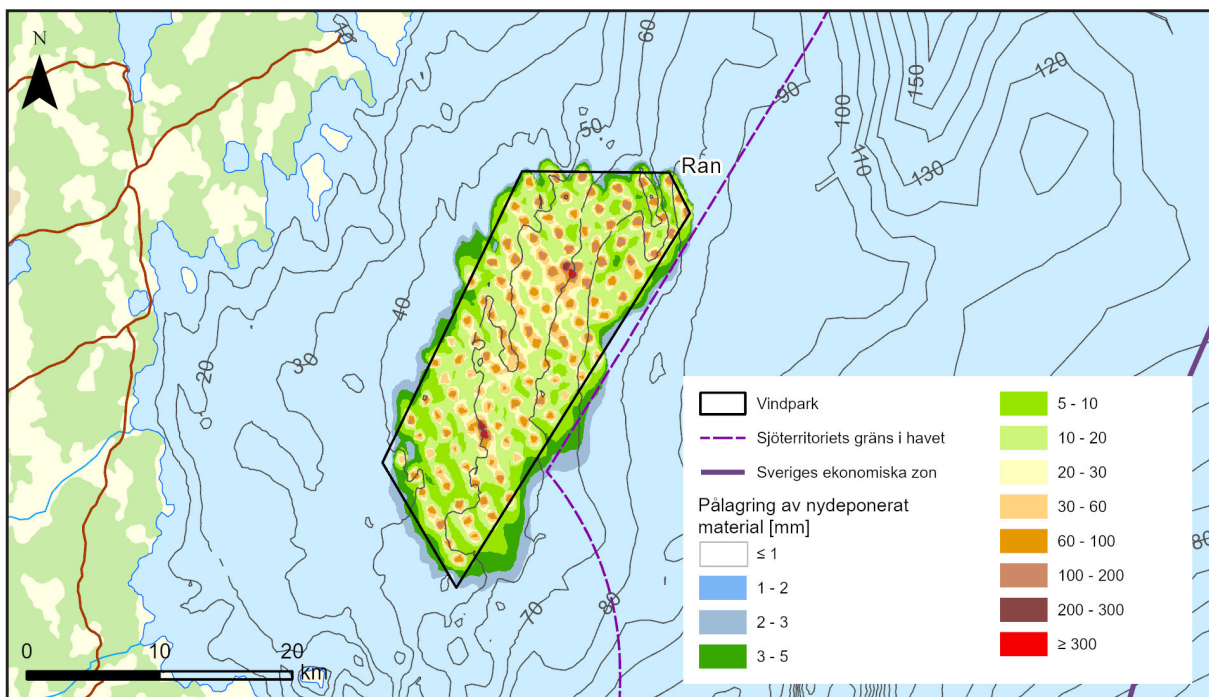 N
10
60
90
100
150
120
50
110
130
Ran
40
20
30
70
80
80
0 10 20
km
Vindpark
Sjöterritoriets gräns i havet
Sveriges ekonomiska zon
Pålagring av nydeponerat
material [mm]
≤ 1
1 - 2
2 - 3
3 - 5
5 - 10
10 - 20
20 - 30
30 - 60
60 - 100
100 - 200
200 - 300
≥ 300